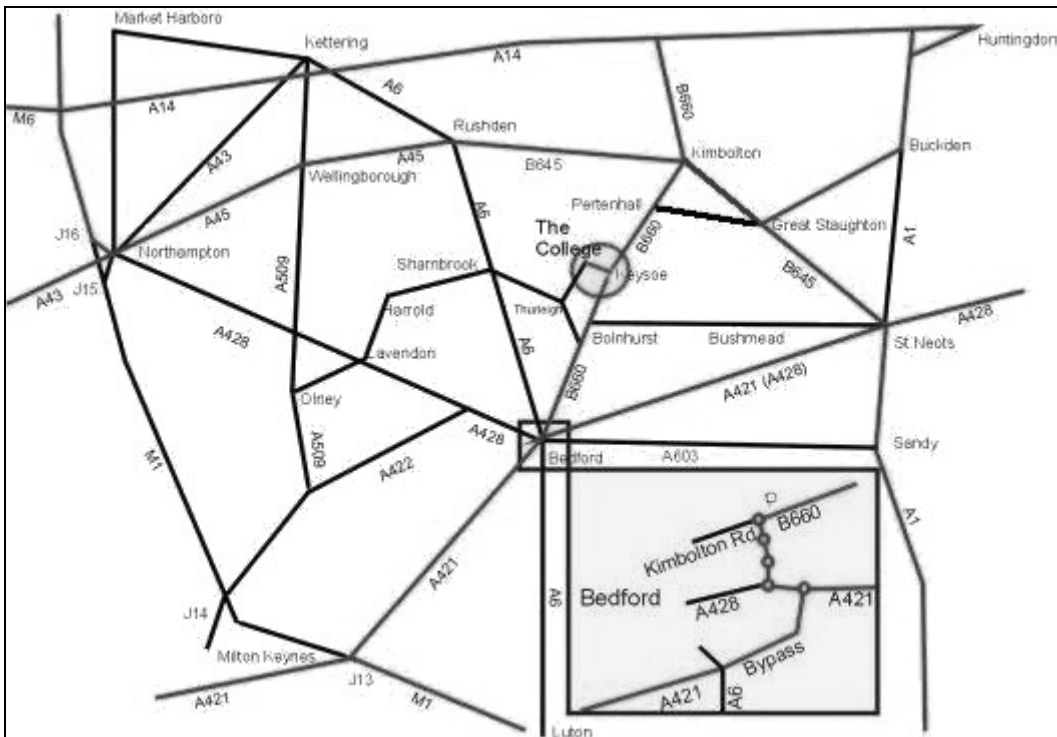 Market Harboro
Kettering
Huntingdon
A14
A6
B660
M6
A14
Rushden
A43
A45
B645
Kimbolton
Buckden
Wellingborough
A45
Pertenhall
J16
The
College
Great Staughton
Northampton
A6
B660
A1
Sharnbrook
Keysoe
B645
A509
J15
A43
Thurleigh
Harrold
A428
A428
Bolnhurst
Bushmead
St.Neots
A6
Lavendon
B660
A421 (A428)
Olney
A428
A509
Sandy
Bedford
A603
M1
A422
B660
A1
Kimbolton Rd
A421
A6
Bedford
A428
A421
J14
Bypass
Milton Keynes
J13
A421
A6
A421
M1
Luton